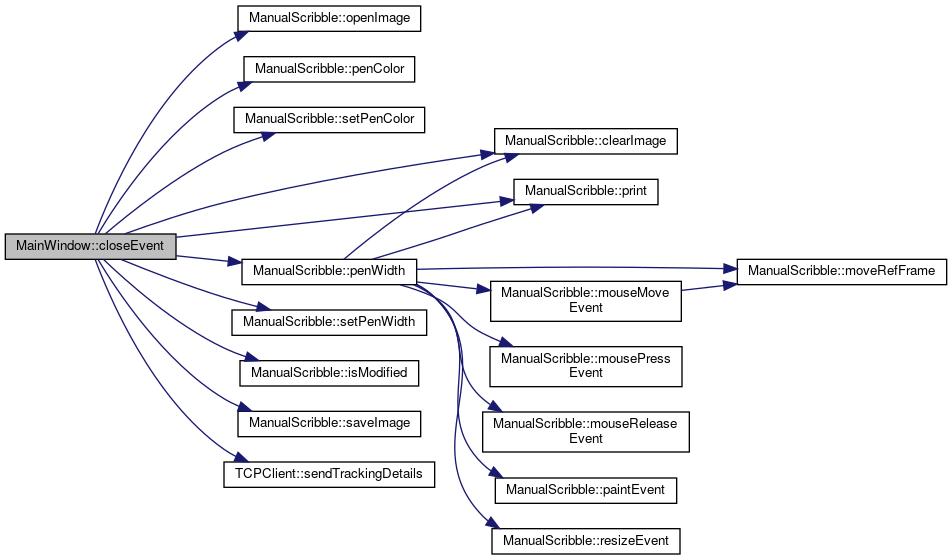 ManualScribble::openImage
ManualScribble::penColor
ManualScribble::setPenColor
ManualScribble::clearImage
ManualScribble::print
MainWindow::closeEvent
ManualScribble::penWidth
ManualScribble::moveRefFrame
ManualScribble::mouseMove
Event
ManualScribble::setPenWidth
ManualScribble::mousePress
Event
ManualScribble::isModified
ManualScribble::saveImage
ManualScribble::mouseRelease
Event
TCPClient::sendTrackingDetails
ManualScribble::paintEvent
ManualScribble::resizeEvent